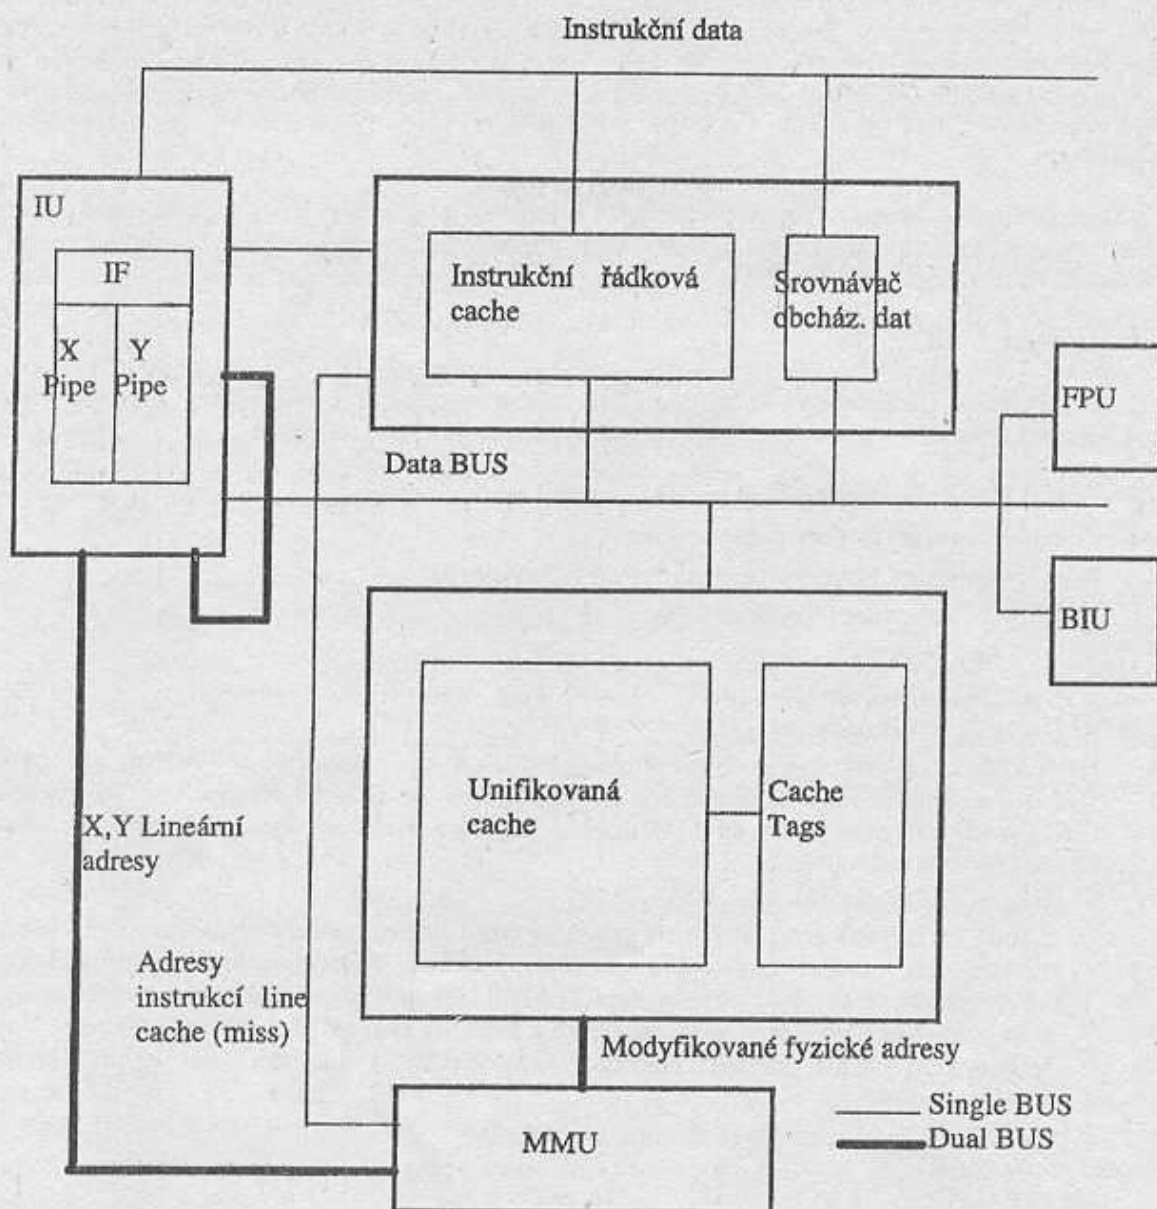 Instrukční data
IU
IF
X
Pipe
Y
Pipe
Instrukční řádková
cache
Srovnávač
obcház. dat
FPU
Data BUS
BIU
Unifikovaná
cache
Cache
Tags
X,Y Lineární
adresy
Adresy
instrukcí line
cache (miss)
Modyfikované fyzické adresy
MMU
Single BUS
Dual BUS